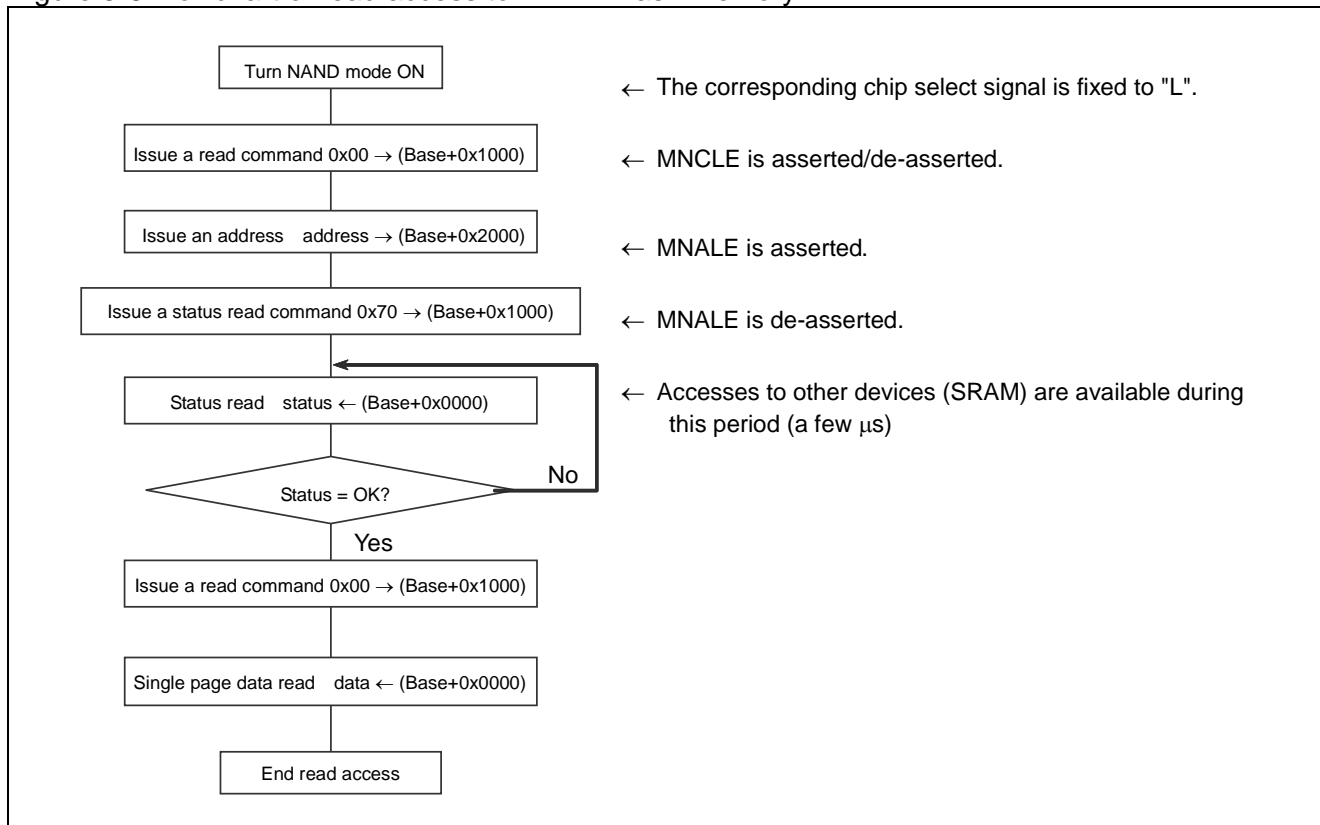 Turn NAND mode ON
← The corresponding chip select signal is fixed to "L".
Issue a read command 0x00 → (Base+0x1000)
← MNCLE is asserted/de-asserted.
Issue an address address → (Base+0x2000)
← MNALE is asserted.
Issue a status read command 0x70 → (Base+0x1000)
← MNALE is de-asserted.
Status read status ← (Base+0x0000)
← Accesses to other devices (SRAM) are available during
this period (a few μs)
No
Status = OK?
Yes
Issue a read command 0x00 → (Base+0x1000)
Single page data read data ← (Base+0x0000)
End read access